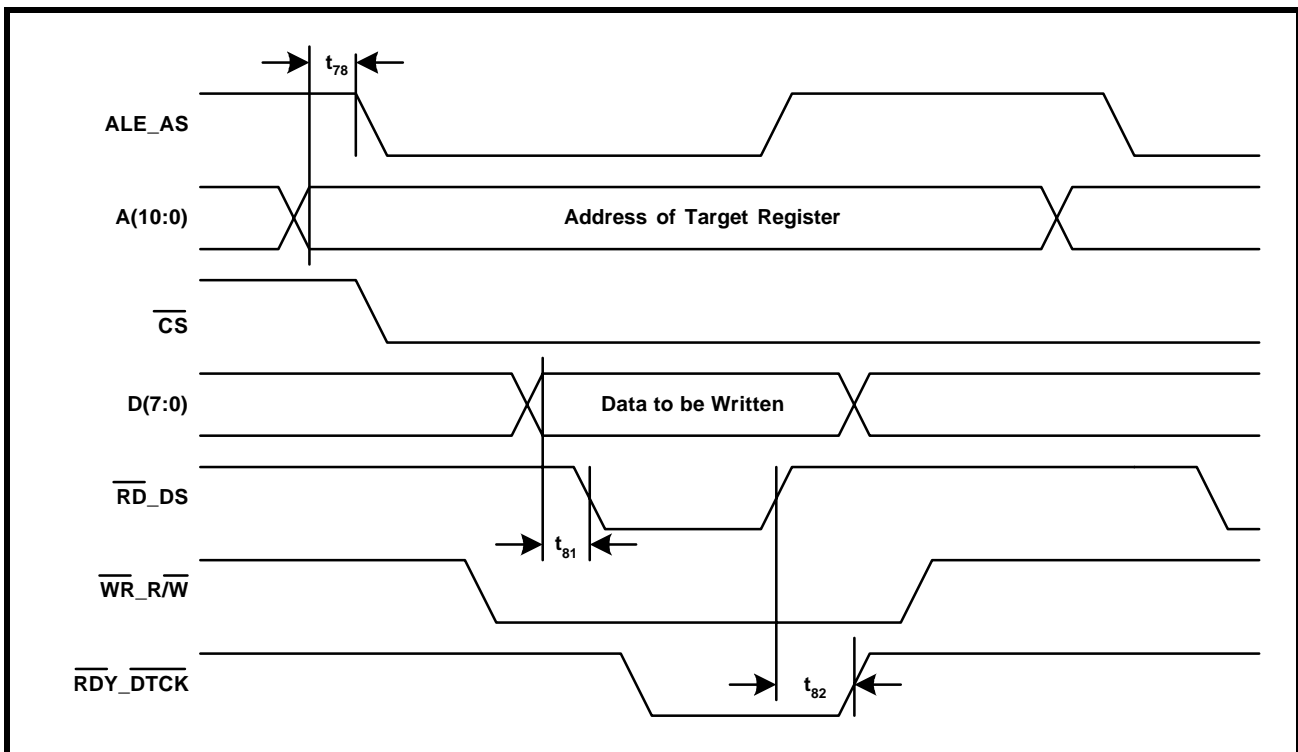 t78
ALE_AS
A(10:0)
Address of Target Register
CS
D(7:0)
Data to be Written
RD_DS
t81
WR_R/W
RDY_DTCK
t82